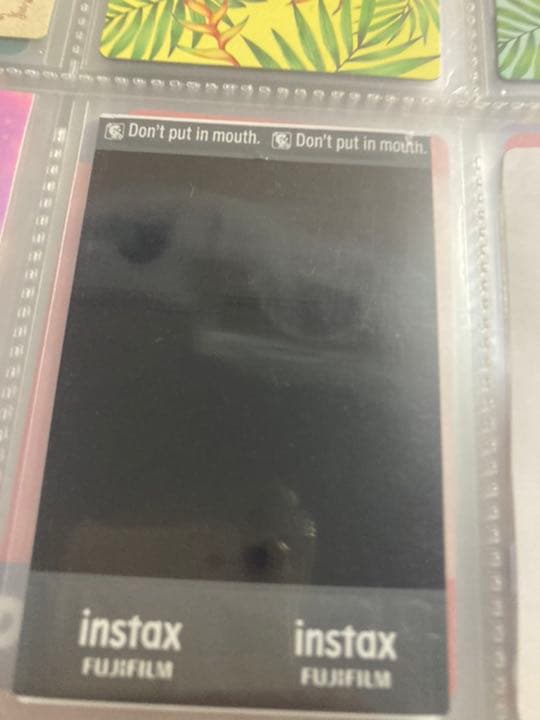 Don't put in mouth. Don't put in mouth.
instax instax
FUJIFILM FUJIFILM